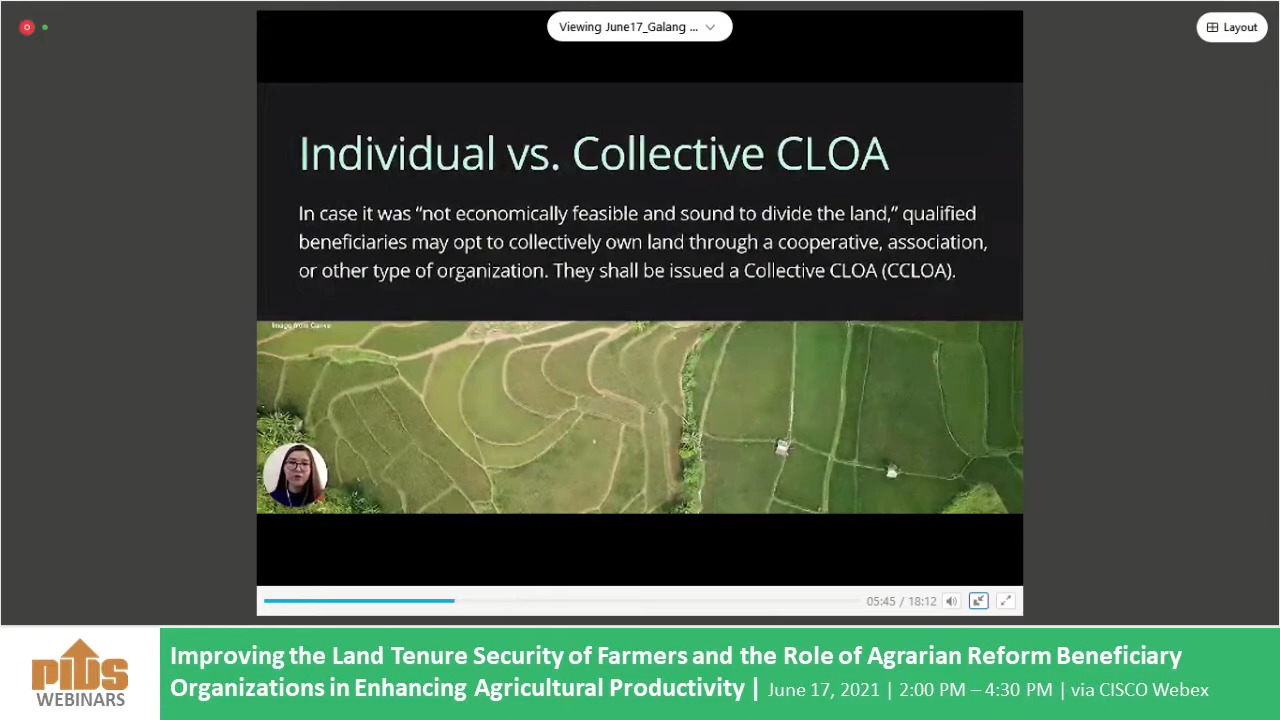 Viewing June17_Galang ...
Layout
Individual vs. Collective CLOA
In case it was “not economically feasible and sound to divide the land,” qualified
beneficiaries may opt to collectively own land through a cooperative, association,
or other type of organization. They shall be issued a Collective CLOA (CCLOA).
Image from Canva
05:45 / 18:12
PIDS
WEBINARS
Improving the Land Tenure Security of Farmers and the Role of Agrarian Reform Beneficiary
Organizations in Enhancing Agricultural Productivity | June 17, 2021 | 2:00 PM – 4:30 PM | via CISCO Webex